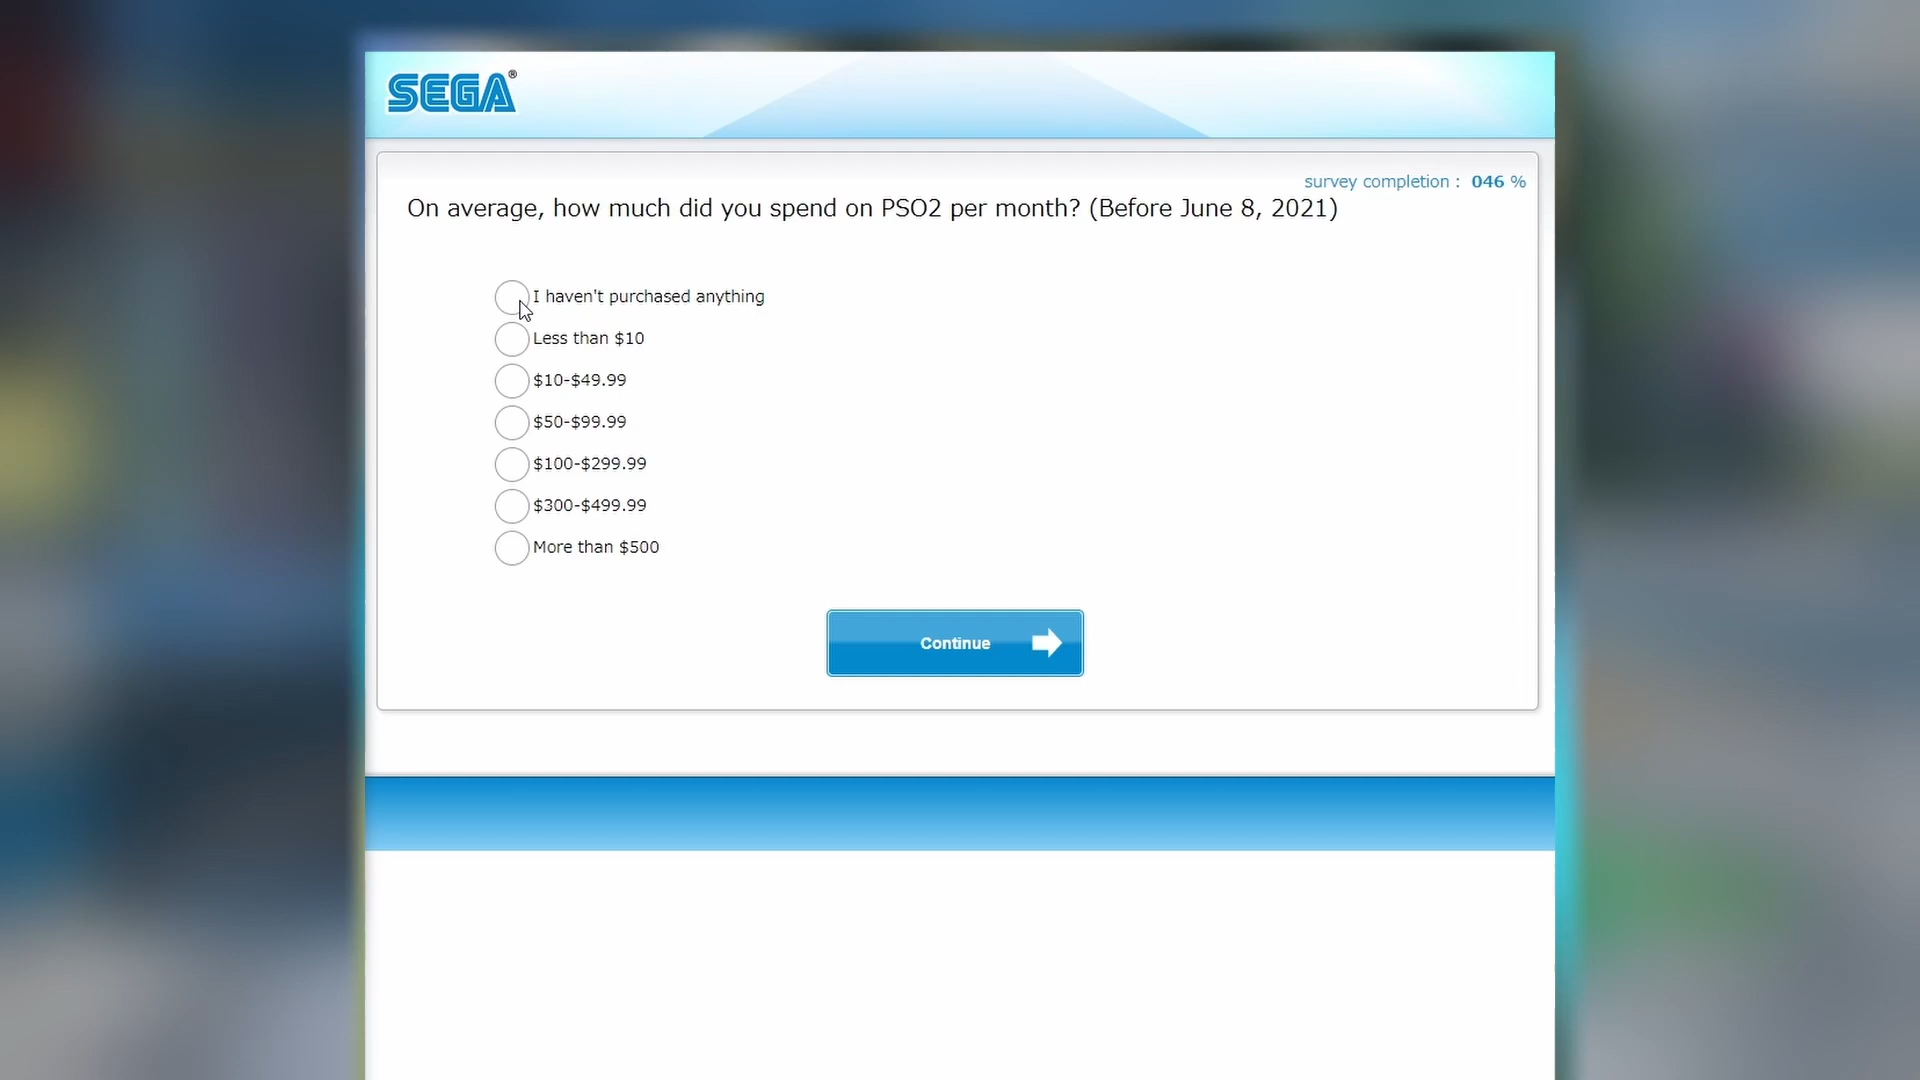 SEGA®
survey completion : 046 %
On average, how much did you spend on PSO2 per month? (Before June 8, 2021)
I haven't purchased anything
Less than $10
$10-$49.99
$50-$99.99
$100-$299.99
$300-$499.99
More than $500
Continue